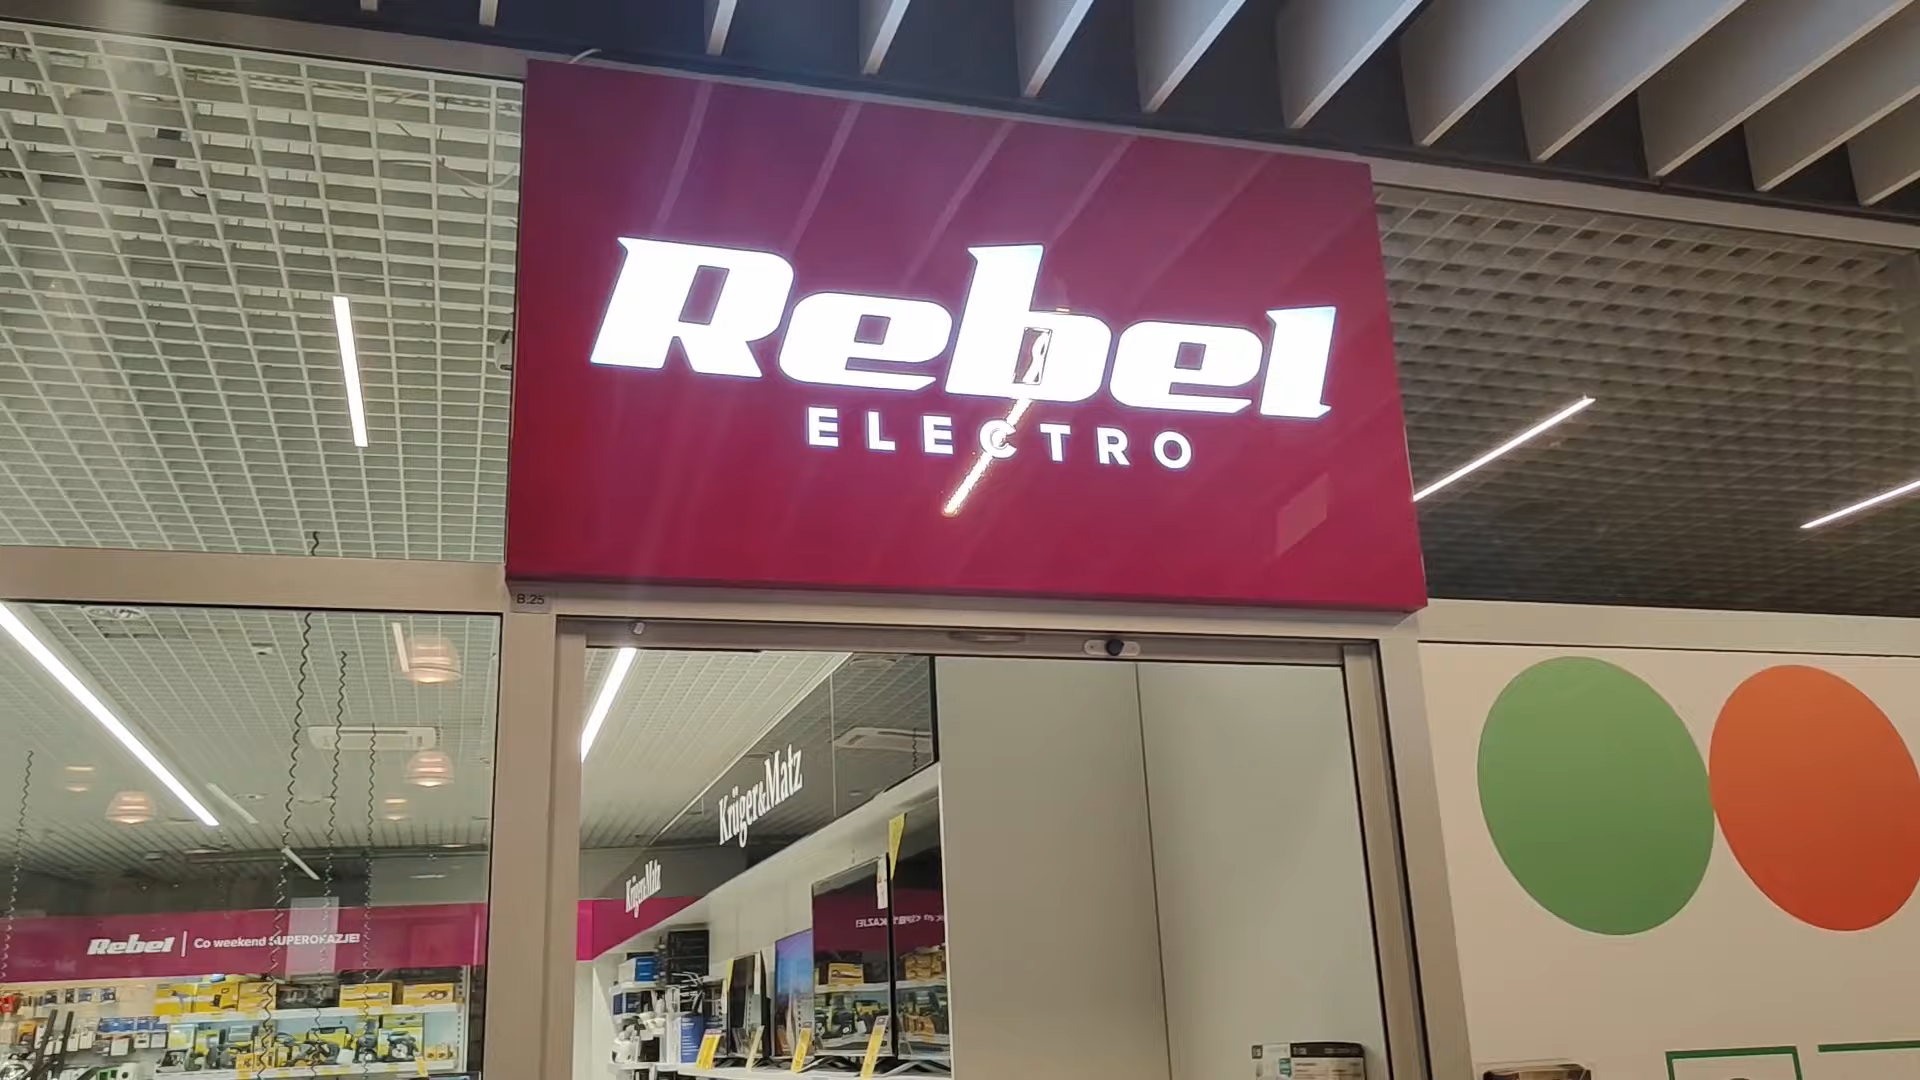 Rebel
ELECTRO
B.25
Krüger&Matz
Krüger&Matz
Rebel | Co weekend SUPEROKAZJE!